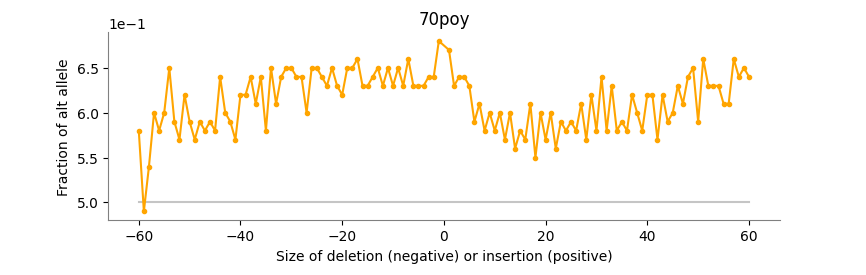 70poy
1e−1
6.5
6.0
5.5
5.0
Fraction of alt allele
−60 −40 −20 0 20 40 60
Size of deletion (negative) or insertion (positive)